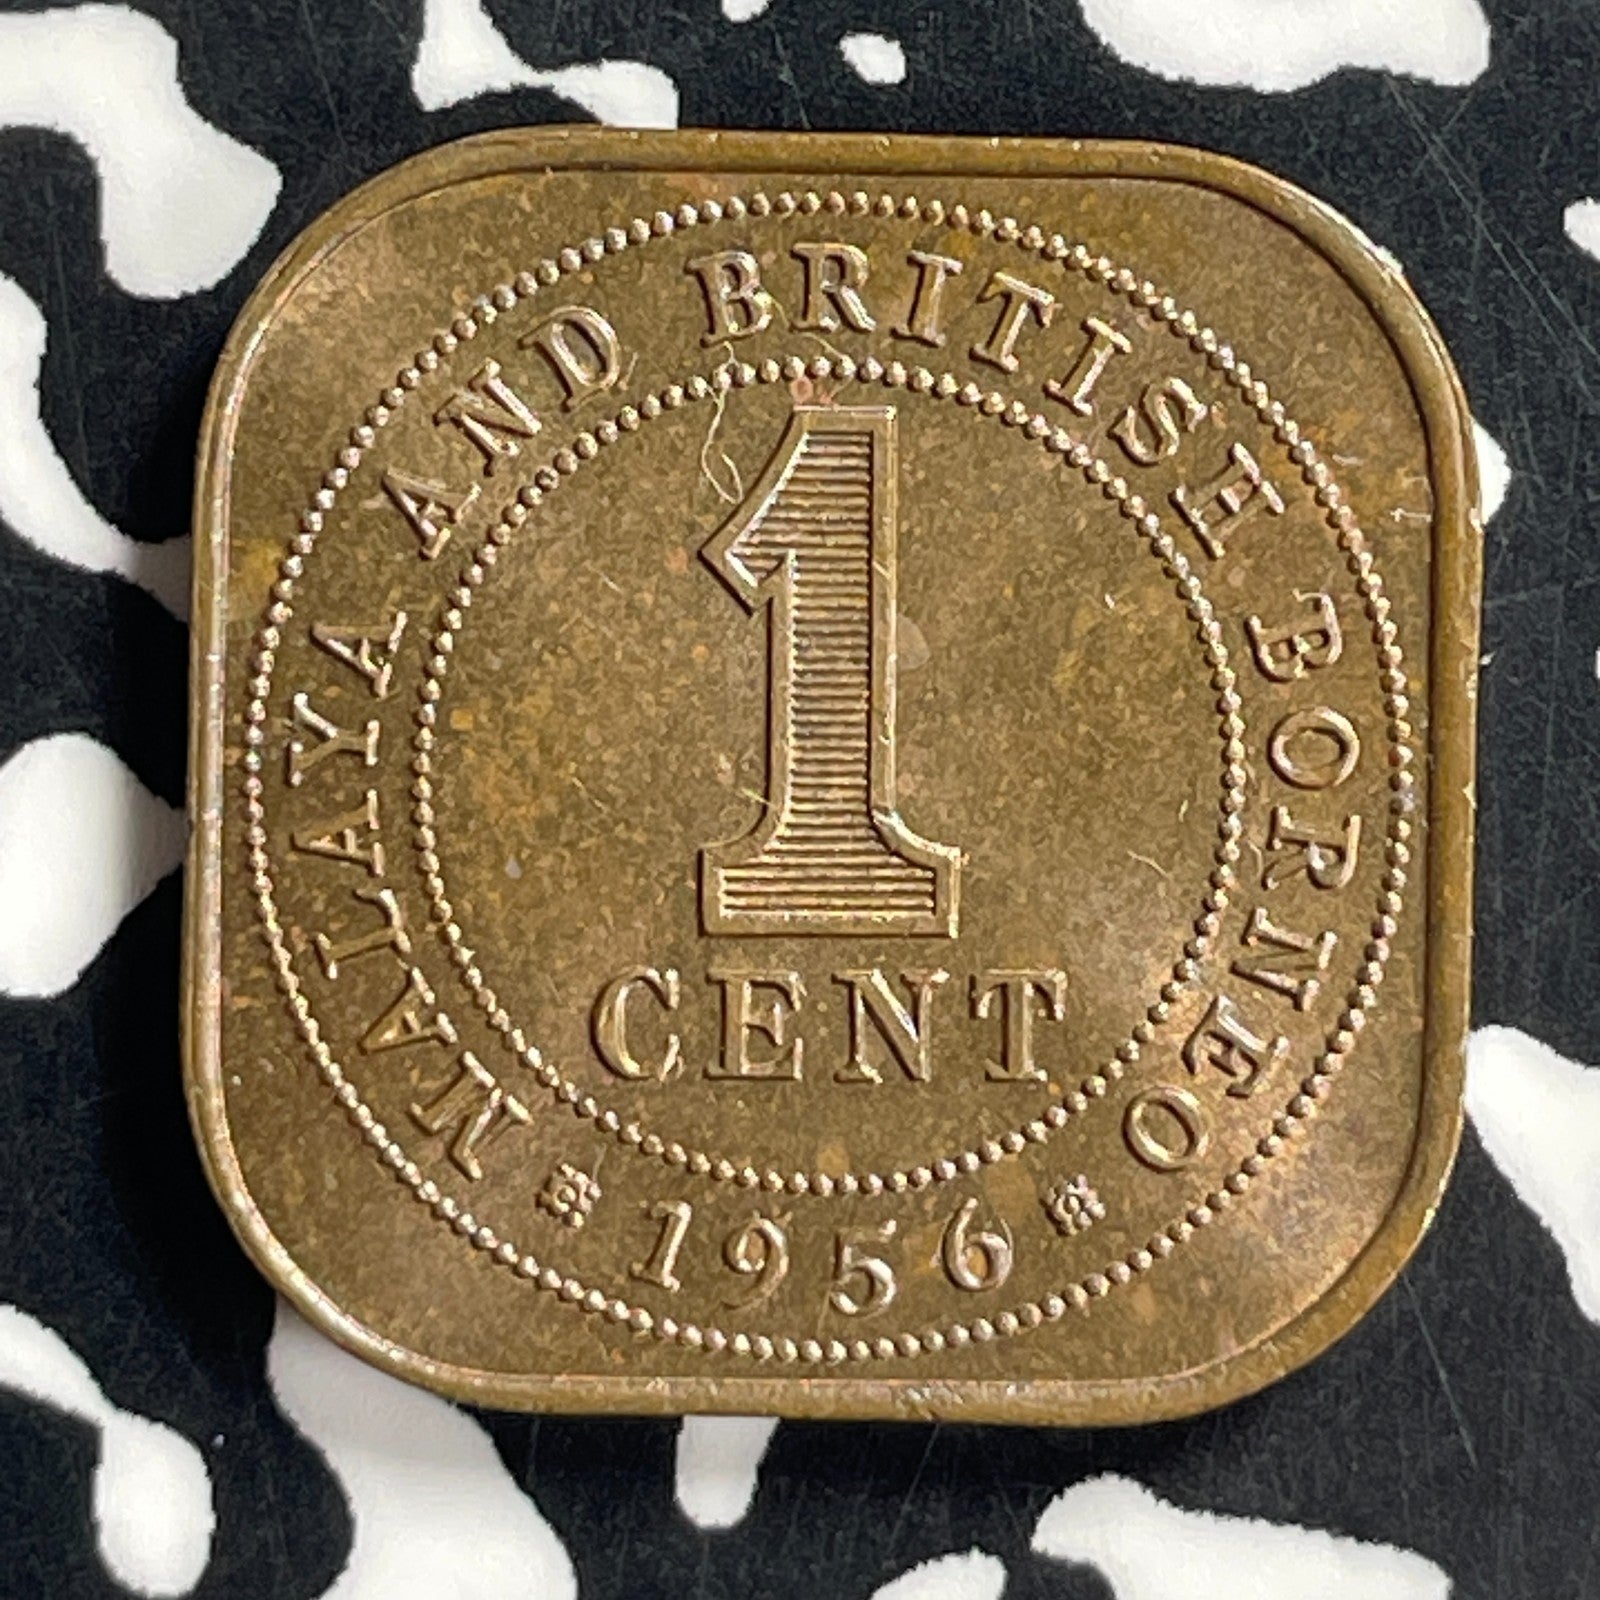 MALAYA AND BRITISH BORNEO
1
CENT
1956